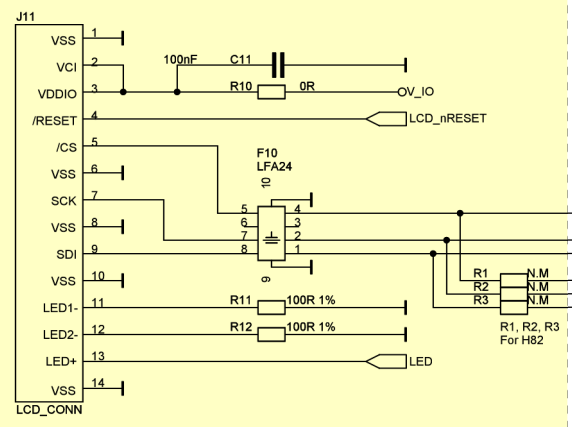 J11
VSS 1
VCI 2
100nF C11
VDDIO 3
R10 0R
V_IO
/RESET 4
LCD_nRESET
/CS 5
F10
LFA24
VSS 6
10
SCK 7
5 4
6 3
VSS 8
7 2
SDI 9
8 1
9
VSS 10
R1 N.M
R2 N.M
R3 N.M
LED1- 11
R11 100R 1%
LED2- 12
R12 100R 1%
R1, R2, R3
For H82
LED+ 13
LED
VSS 14
LCD_CONN